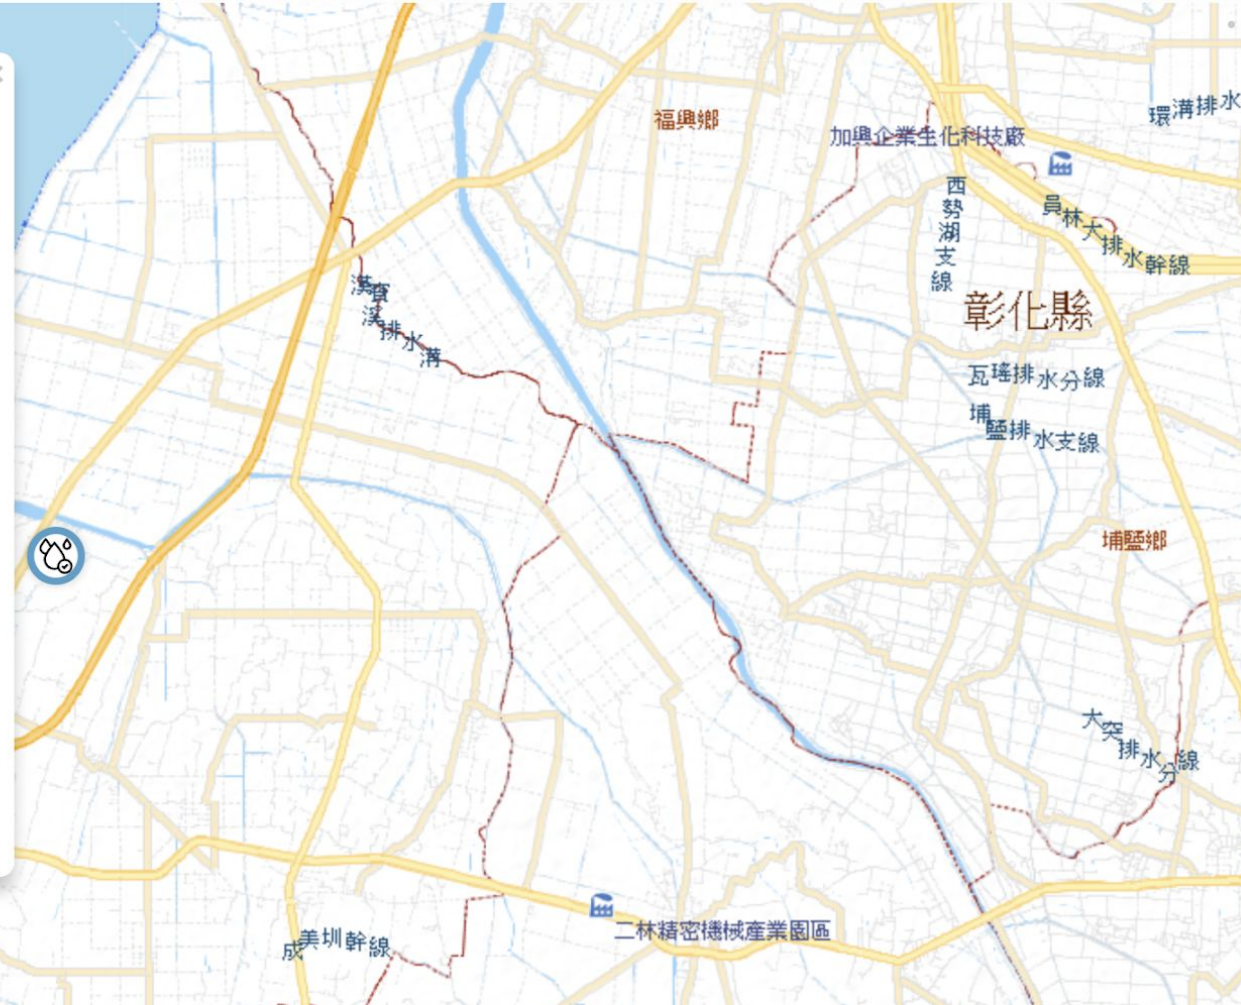 環溝排水
福興鄉
加興企業生化科技廠
西勢湖支線
員林大排水幹線
漢寶溪排水溝
彰化縣
瓦瑤排水分線
埔鹽排水支線
埔鹽鄉
大突排水分線
二林精密機械產業園區
成美圳幹線